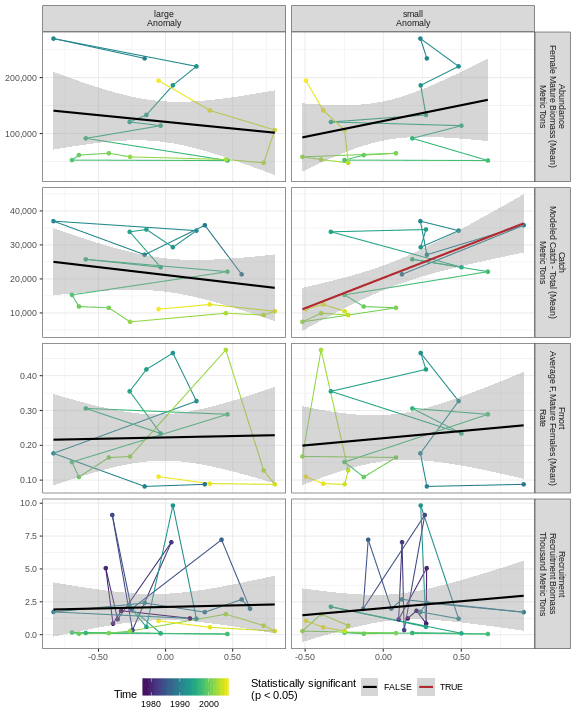 large
Anomaly
small
Anomaly
200,000
100,000
Abundance
Female Mature Biomass (Mean)
Metric Tons
40,000
30,000
20,000
10,000
Catch
Modeled Catch - Total (Mean)
Metric Tons
0.40
0.30
0.20
0.10
Fmort
Average F, Mature Females (Mean)
Rate
10.0
7.5
5.0
2.5
0.0
Recruitment
Recruitment Biomass
Thousand Metric Tons
-0.50
0.00
0.50
-0.50
0.00
0.50
Time
1980
1990
2000
Statistically significant
(p < 0.05)
FALSE
TRUE